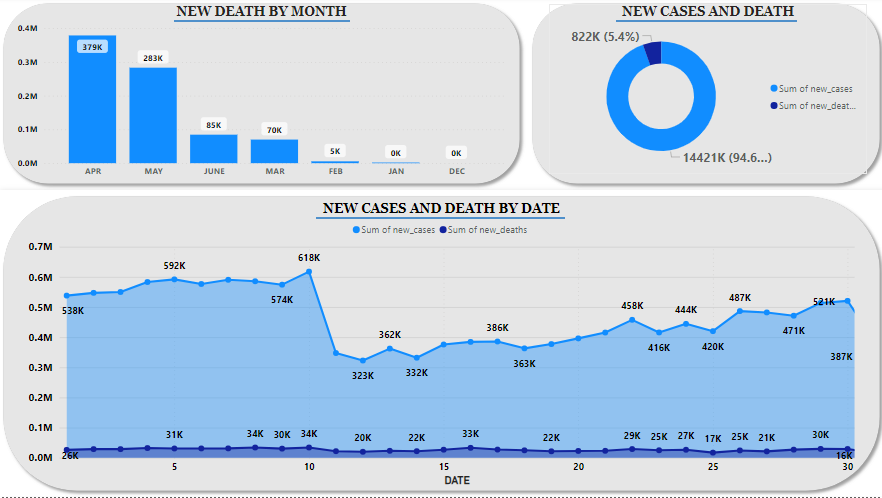 NEW DEATH BY MONTH
0.4M
0.3M
0.2M
0.1M
0.0M
379K
283K
85K
70K
5K
0K
0K
APR
MAY
JUNE
MAR
FEB
JAN
DEC
NEW CASES AND DEATH
822K (5.4%)
14421K (94.6...)
Sum of new_cases
Sum of new_deat...
NEW CASES AND DEATH BY DATE
Sum of new_cases
Sum of new_deaths
0.7M
0.6M
0.5M
0.4M
0.3M
0.2M
0.1M
0.0M
538K
592K
574K
618K
323K
362K
332K
386K
363K
458K
416K
444K
420K
487K
471K
521K
387K
26K
31K
34K
30K
34K
20K
22K
33K
22K
29K
25K
27K
17K
25K
21K
30K
16K
5
10
15
20
25
30
DATE